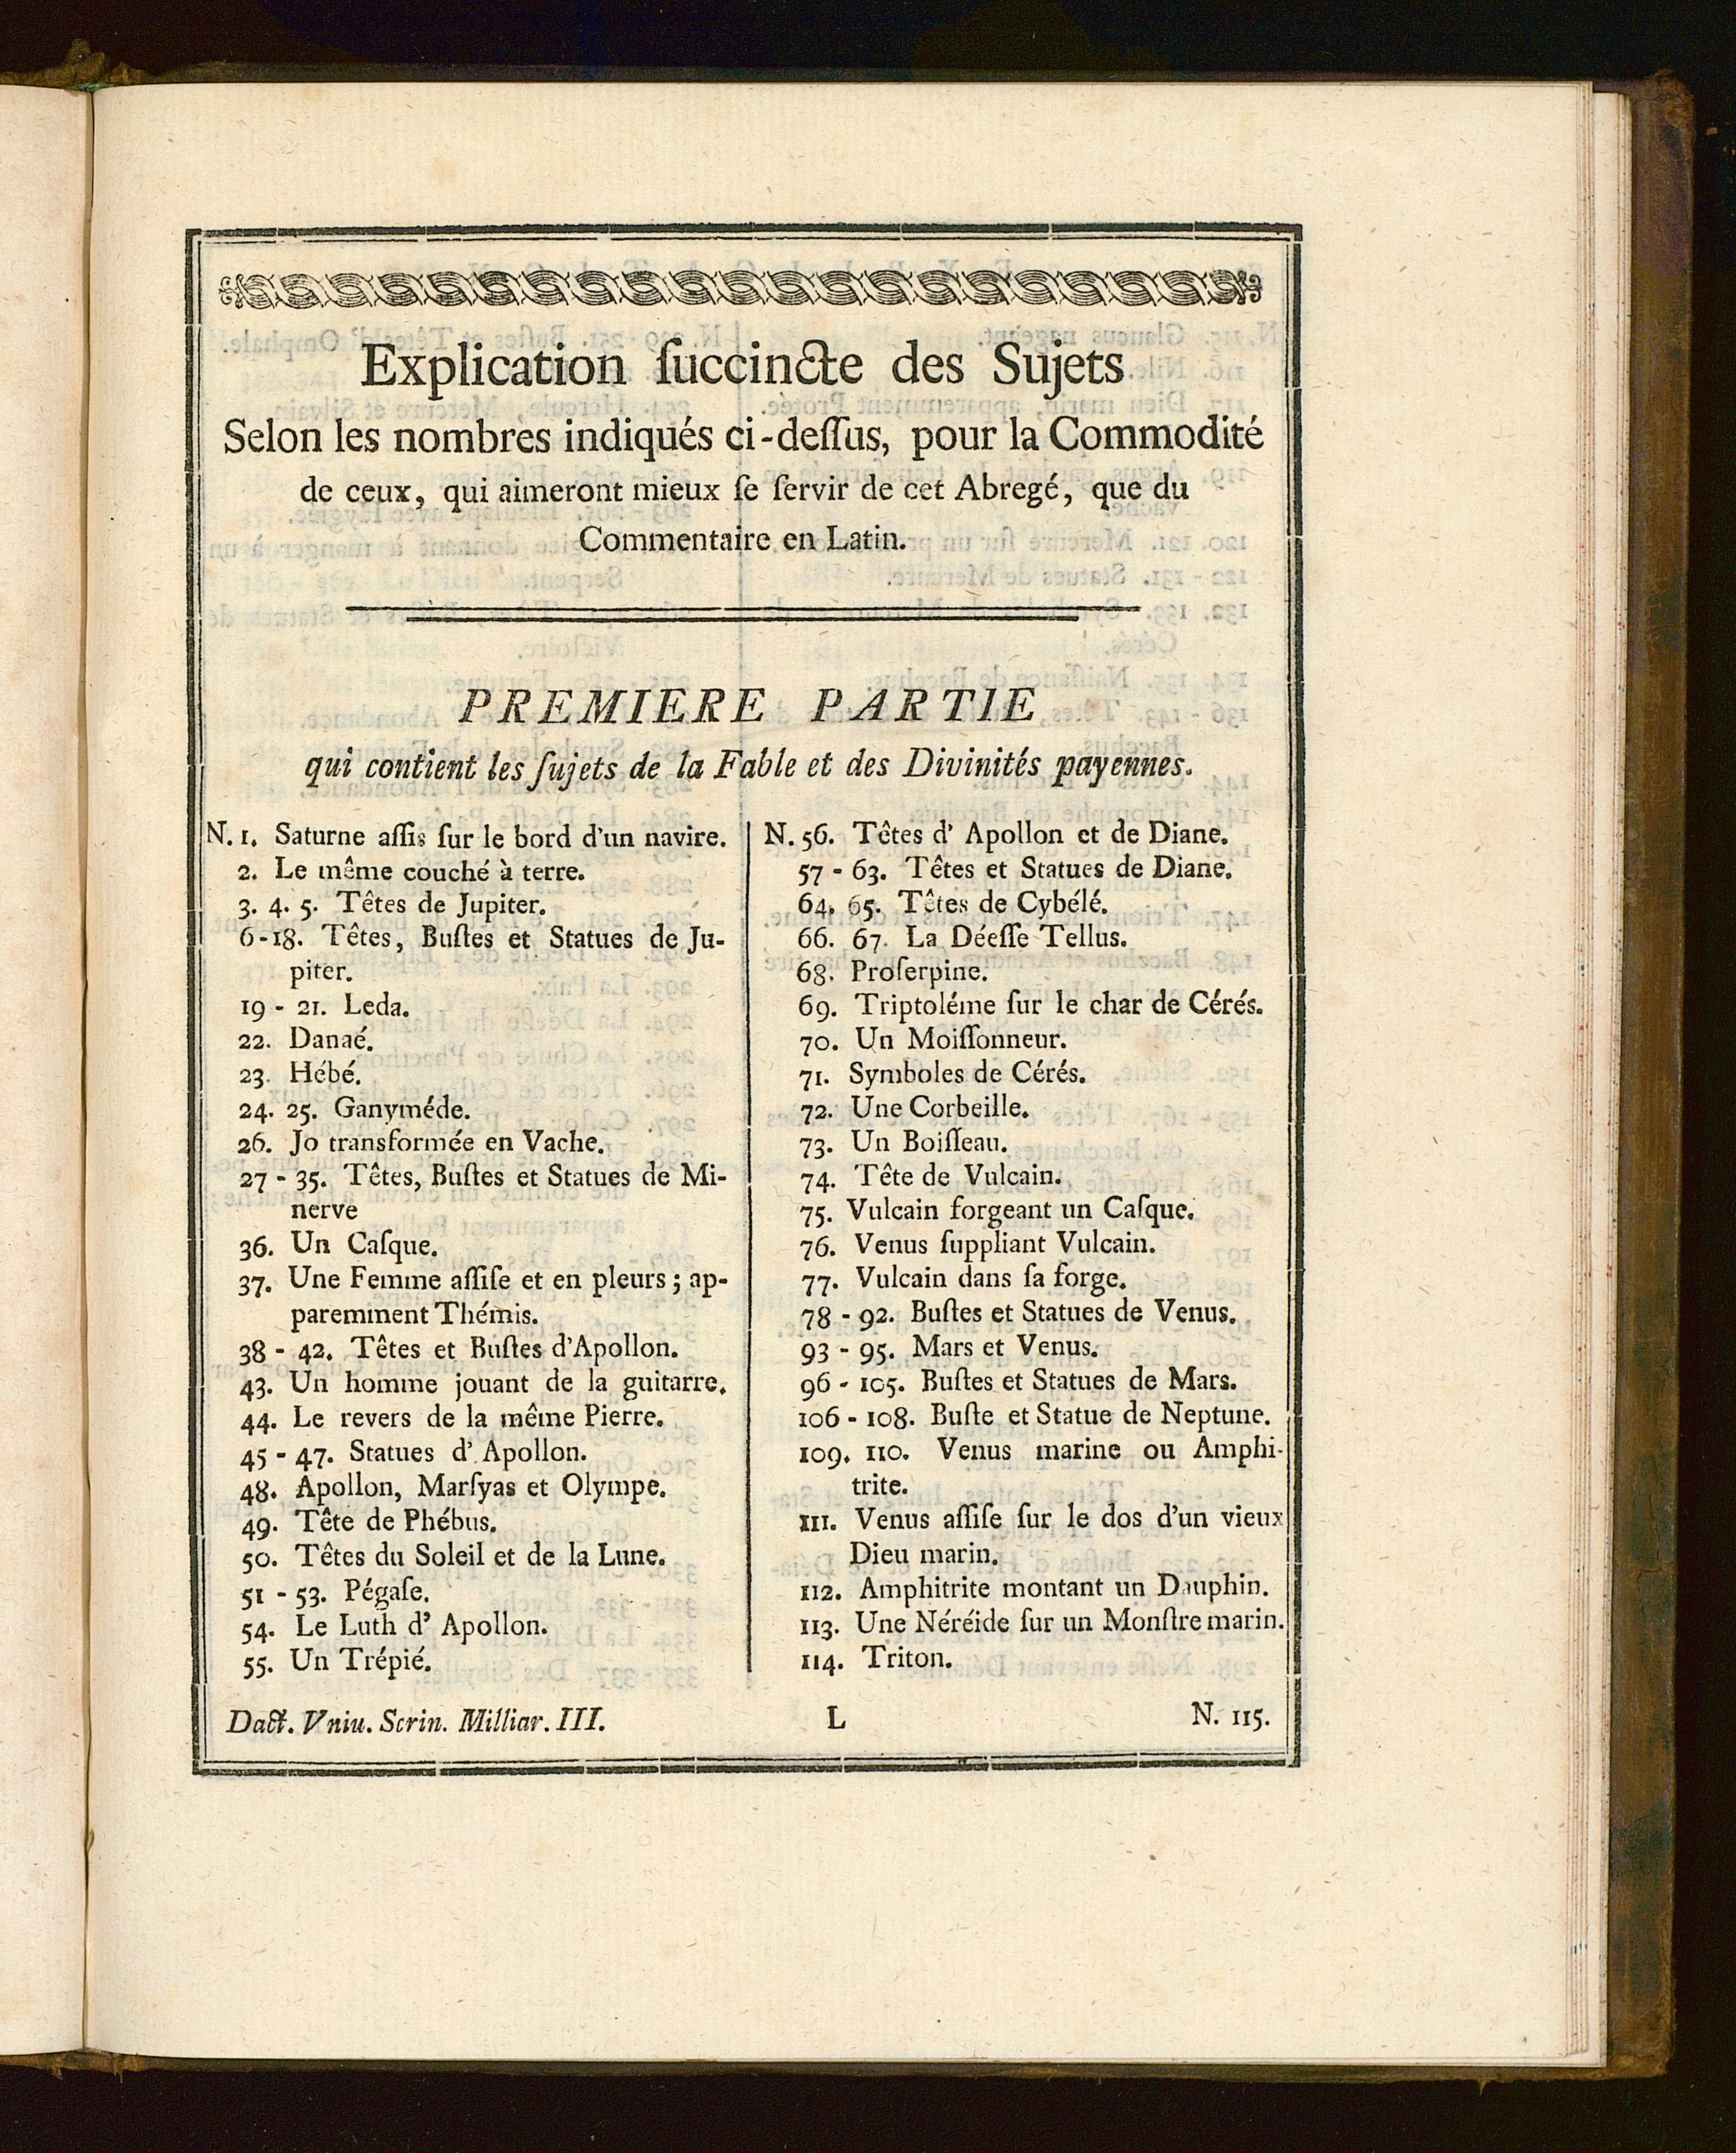 Explication ſuccincte des Sujets
Selon les nombres indiqués ci-deſſus, pour la Commodité
de ceux, qui aimeront mieux ſe ſervir de cet Abregé, que du
Commentaire en Latin.
PREMIERE PARTIE
qui contient les ſujets de la Fable et des Divinités payennes.
N. 1. Saturne aſſis ſur le bord d'un navire.
2. Le même couché à terre.
3. 4. 5. Têtes de Jupiter.
6-18. Têtes, Buſtes et Statues de Ju-
piter.
19 - 21. Leda.
22. Danaé.
23. Hébé.
24. 25. Ganyméde.
26. Jo transformée en Vache.
27 - 35. Têtes, Buſtes et Statues de Mi-
nerve
36. Un Caſque.
37. Une Femme aſſiſe et en pleurs; ap-
paremment Thémis.
38 - 42. Têtes et Buſtes d'Apollon.
43. Un homme jouant de la guitarre.
44. Le revers de la même Pierre.
45 - 47. Statues d' Apollon.
48. Apollon, Marſyas et Olympe.
49. Tête de Phébus.
50. Têtes du Soleil et de la Lune.
51 - 53. Pégaſe.
54. Le Luth d' Apollon.
55. Un Trépié.
N. 56. Têtes d' Apollon et de Diane.
57 - 63. Têtes et Statues de Diane.
64. 65. Têtes de Cybélé.
66. 67. La Déeſſe Tellus.
68. Proſerpine.
69. Triptoléme ſur le char de Cérés.
70. Un Moiſſonneur.
71. Symboles de Cérés.
72. Une Corbeille.
73. Un Boiſſeau.
74. Tête de Vulcain.
75. Vulcain forgeant un Caſque.
76. Venus ſuppliant Vulcain.
77. Vulcain dans ſa forge.
78 - 92. Buſtes et Statues de Venus.
93 - 95. Mars et Venus.
96 - 105. Buſtes et Statues de Mars.
106 - 108. Buſte et Statue de Neptune.
109. 110. Venus marine ou Amphi-
trite.
111. Venus aſſiſe ſur le dos d'un vieux
Dieu marin.
112. Amphitrite montant un Dauphin.
113. Une Néréide ſur un Monſtre marin.
114. Triton.
Dact. Vniu. Scrin. Milliar. III. L N. 115.